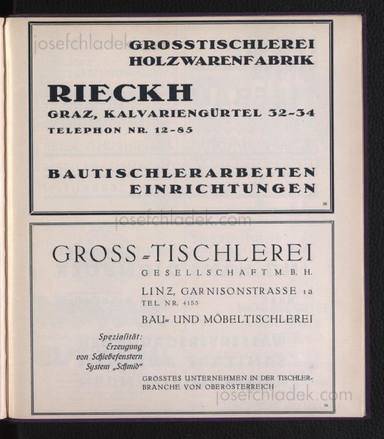 josefchladek.com
GROSSTISCHLEREI
HOLZWARENFABRIK
RIECKH
GRAZ, KALVARIENGÜRTEL 32-34
TELEPHON NR. 12-85
BAUTISCHLERARBEITEN
EINRICHTUNGEN
josefchladek.com
GROSS=TISCHLEREI
GESELLSCHAFT M. B. H.
LINZ, GARNISONSTRASSE 1a
TEL. NR. 4155
BAU= UND MÖBELTISCHLEREI
Spezialität:
Erzeugung
von Schiebefenstern
System „Schmid“
GRÖSSTES UNTERNEHMEN IN DER TISCHLER-
BRANCHE VON OBERÖSTERREICH
josefchladek.com